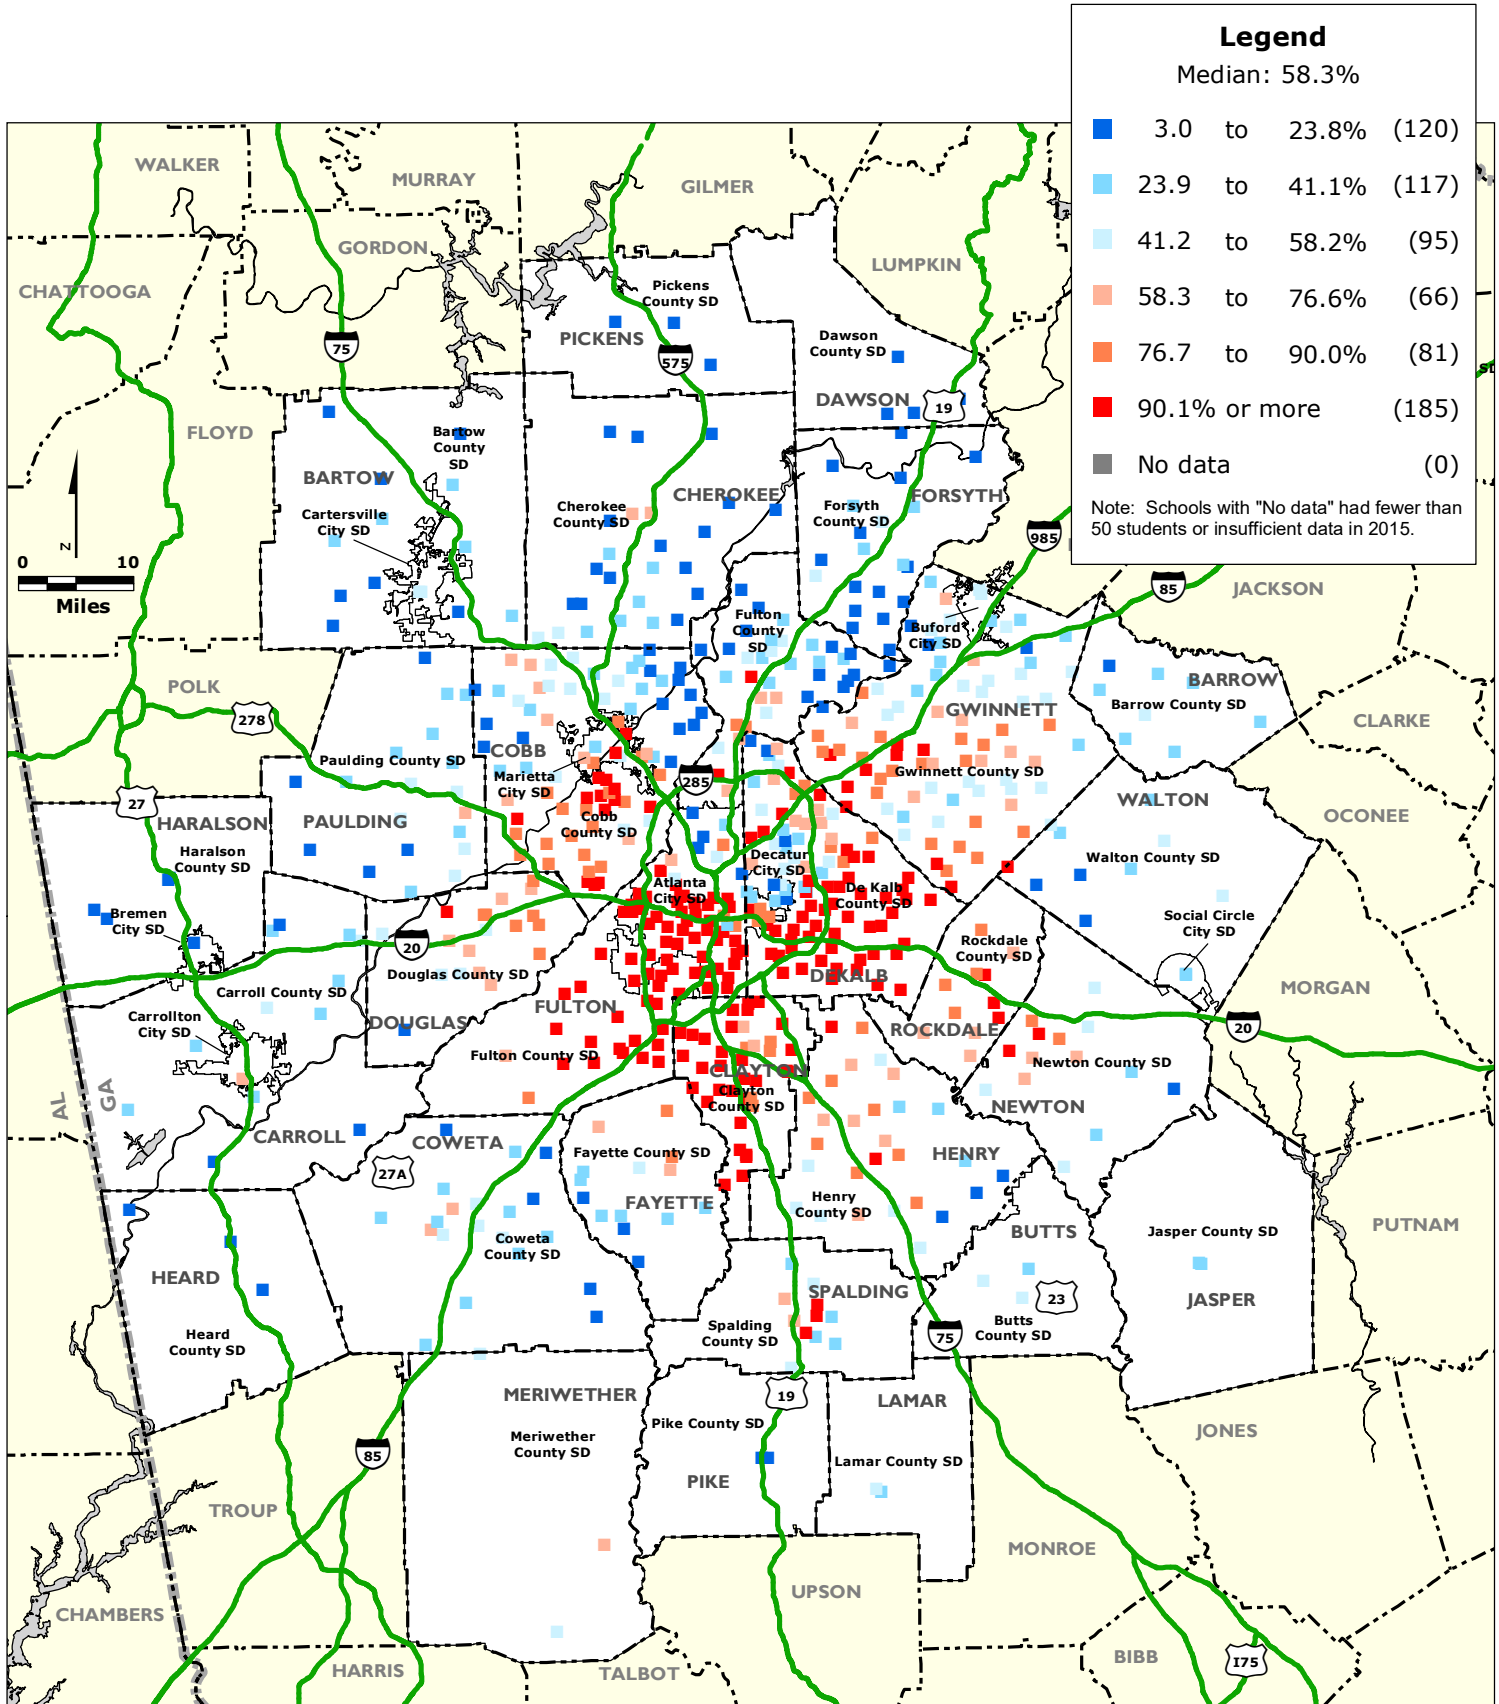 Legend
Median: 58.3%
3.0 to 23.8% (120)
23.9 to 41.1% (117)
41.2 to 58.2% (95)
58.3 to 76.6% (66)
76.7 to 90.0% (81)
90.1% or more (185)
No data (0)
Note: Schools with "No data" had fewer than
50 students or insufficient data in 2015.
WALKER
MURRAY
GILMER
GORDON
LUMPKIN
CHATTOOGA
Pickens
County SD
PICKENS
Dawson
County SD
75
575
DAWSON
19
FLOYD
Bartow
County
SD
BARTOW
CHEROKEE
FORSYTH
Cherokee
County SD
Forsyth
County SD
Cartersville
City SD
985
N
0 10
Miles
85
JACKSON
Fulton
County
SD
Buford
City SD
POLK
278
BARROW
Barrow County SD
GWINNETT
CLARKE
COBB
Paulding County SD
Marietta
City SD
285
Gwinnett County SD
27
WALTON
HARALSON
PAULDING
Cobb
County SD
OCONEE
Haralson
County SD
Decatur
City SD
Walton County SD
Atlanta
City SD
De Kalb
County SD
Bremen
City SD
Social Circle
City SD
20
Rockdale
County SD
Douglas County SD
DEKALB
Carroll County SD
MORGAN
FULTON
Carrollton
City SD
DOUGLAS
ROCKDALE
20
Fulton County SD
Newton County SD
CLAYTON
Clayton
County SD
AL
GA
NEWTON
CARROLL
COWETA
Fayette County SD
HENRY
27A
FAYETTE
Henry
County SD
PUTNAM
BUTTS
Jasper County SD
Coweta
County SD
HEARD
SPALDING
23
JASPER
Heard
County SD
Spalding
County SD
Butts
County SD
75
MERIWETHER
19
LAMAR
Pike County SD
JONES
Meriwether
County SD
85
Lamar County SD
PIKE
TROUP
MONROE
UPSON
CHAMBERS
BIBB
I75
HARRIS
TALBOT